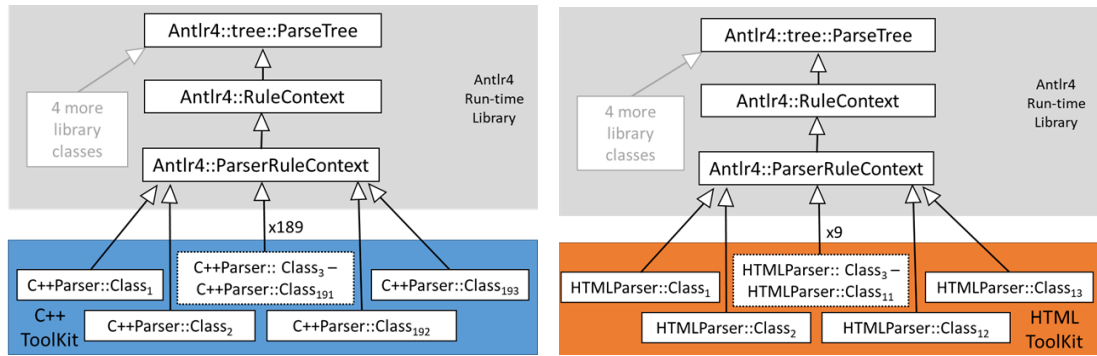 Antlr4::tree::ParseTree
4 more
library
classes
Antlr4::RuleContext
Antlr4
Run-time
Library
Antlr4::ParserRuleContext
x189
C++Parser::Class1
C++Parser:: Class3 –
C++Parser::Class191
C++Parser::Class193
C++
ToolKit
C++Parser::Class2
C++Parser::Class192
Antlr4::tree::ParseTree
4 more
library
classes
Antlr4::RuleContext
Antlr4
Run-time
Library
Antlr4::ParserRuleContext
x9
HTMLParser::Class1
HTMLParser:: Class3 –
HTMLParser::Class11
HTMLParser::Class13
HTMLParser::Class2
HTMLParser::Class12
HTML
ToolKit